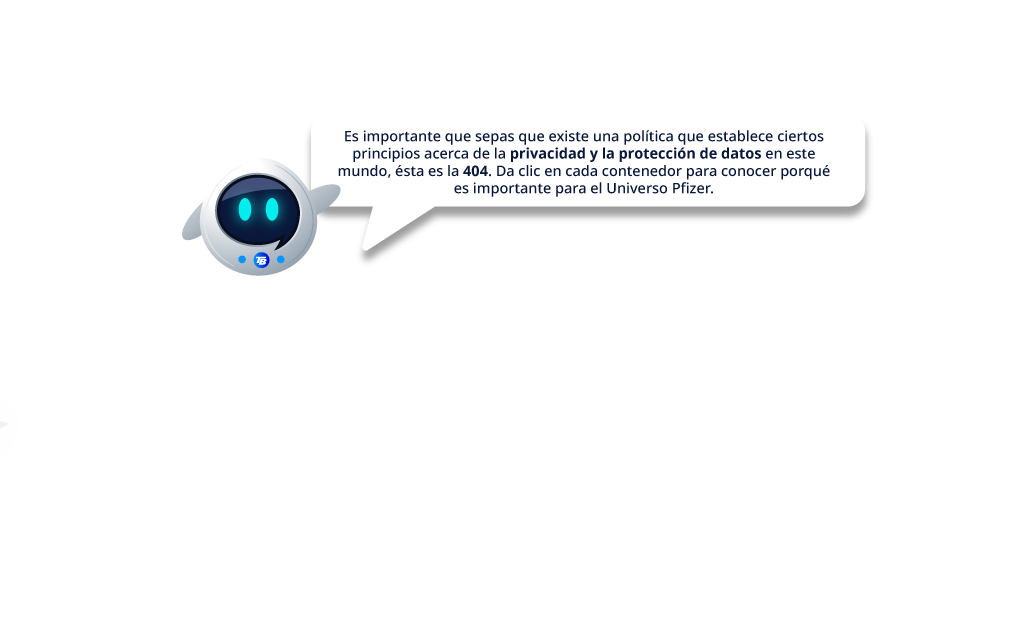 Es importante que sepas que existe una política que establece ciertos
principios acerca de la privacidad y la protección de datos en este
mundo, ésta es la 404. Da clic en cada contenedor para conocer porqué
es importante para el Universo Pfizer.
TB